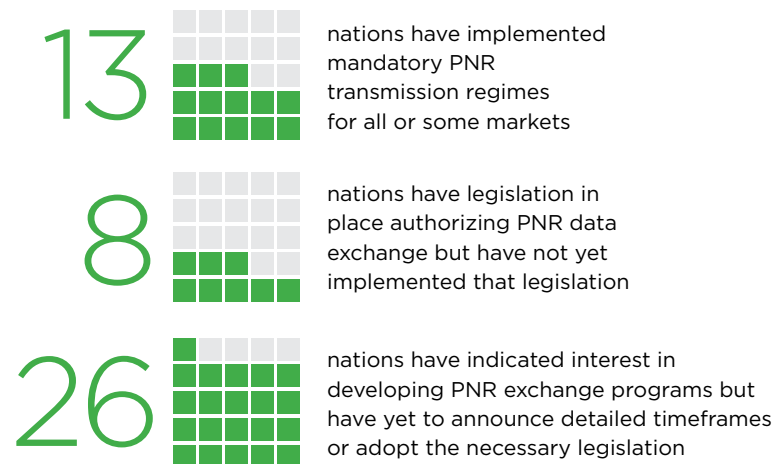 13
nations have implemented
mandatory PNR
transmission regimes
for all or some markets
8
nations have legislation in
place authorizing PNR data
exchange but have not yet
implemented that legislation
26
nations have indicated interest in
developing PNR exchange programs but
have yet to announce detailed timeframes
or adopt the necessary legislation